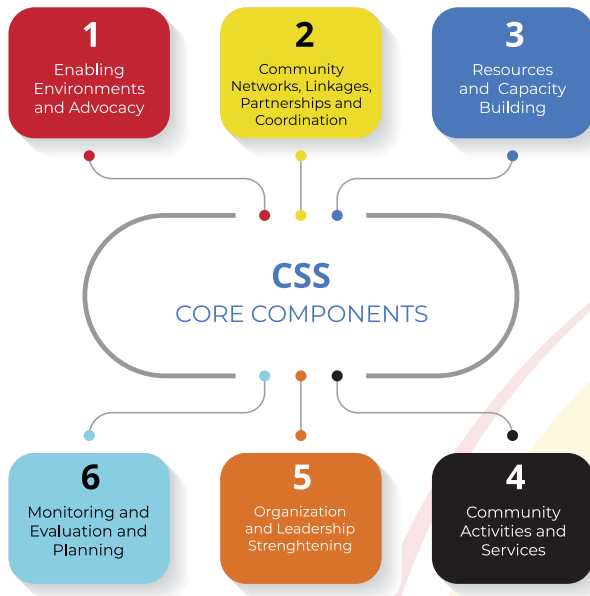 1
Enabling
Environments
and Advocacy
2
Community
Networks, Linkages,
Partnerships and
Coordination
3
Resources
and Capacity
Building
CSS
CORE COMPONENTS
6
Monitoring and
Evaluation and
Planning
5
Organization
and Leadership
Strenghtening
4
Community
Activities and
Services